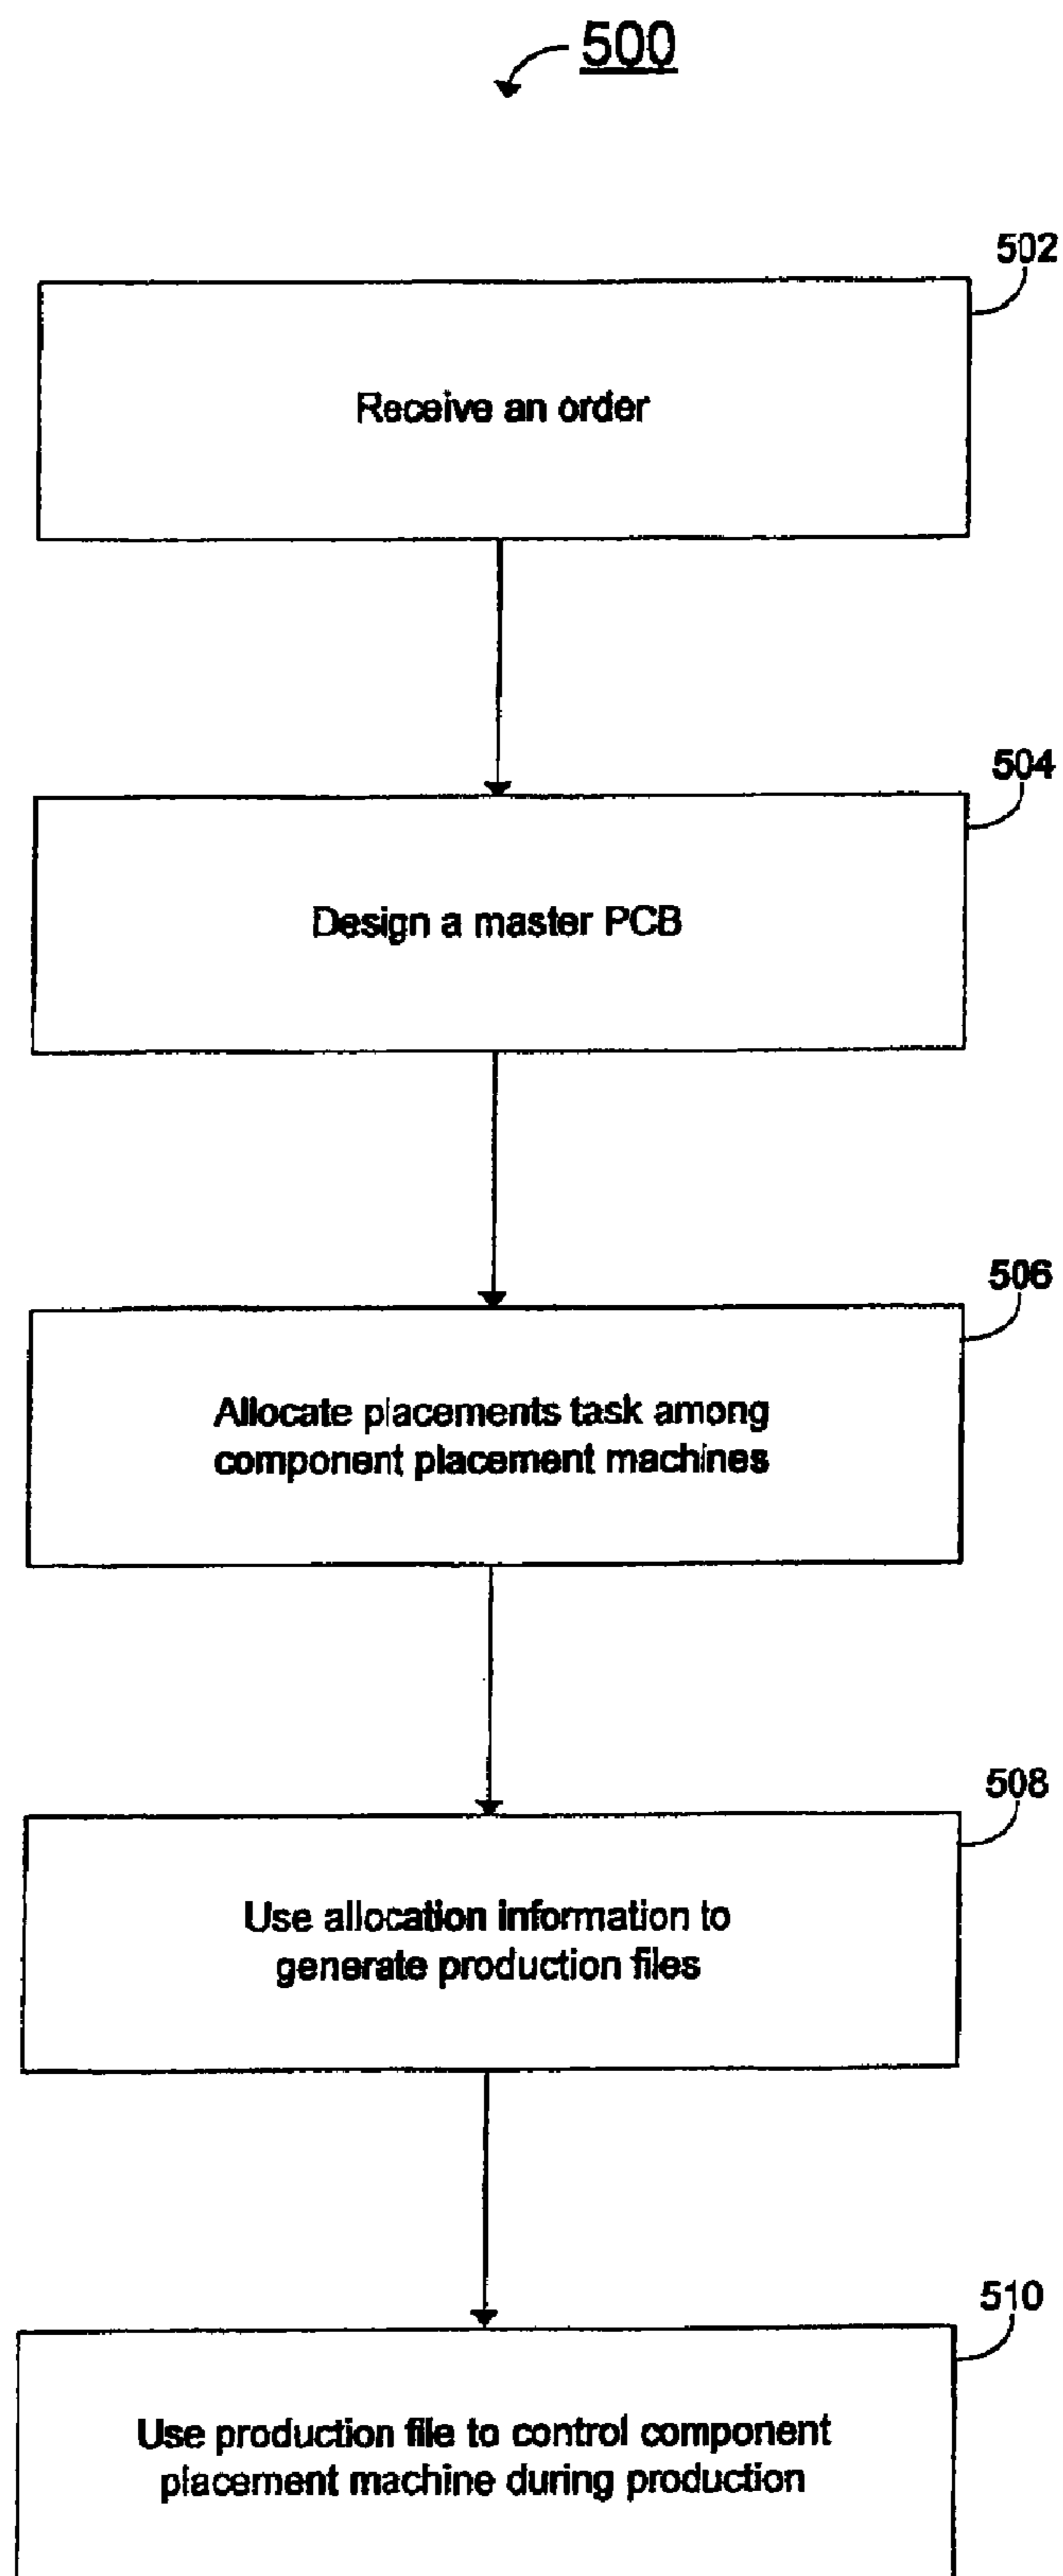 500
502
Receive an order
504
Design a master PCB
506
Allocate placements task among
component placement machines
508
Use allocation information to
generate production files
510
Use production file to control component
placement machine during production